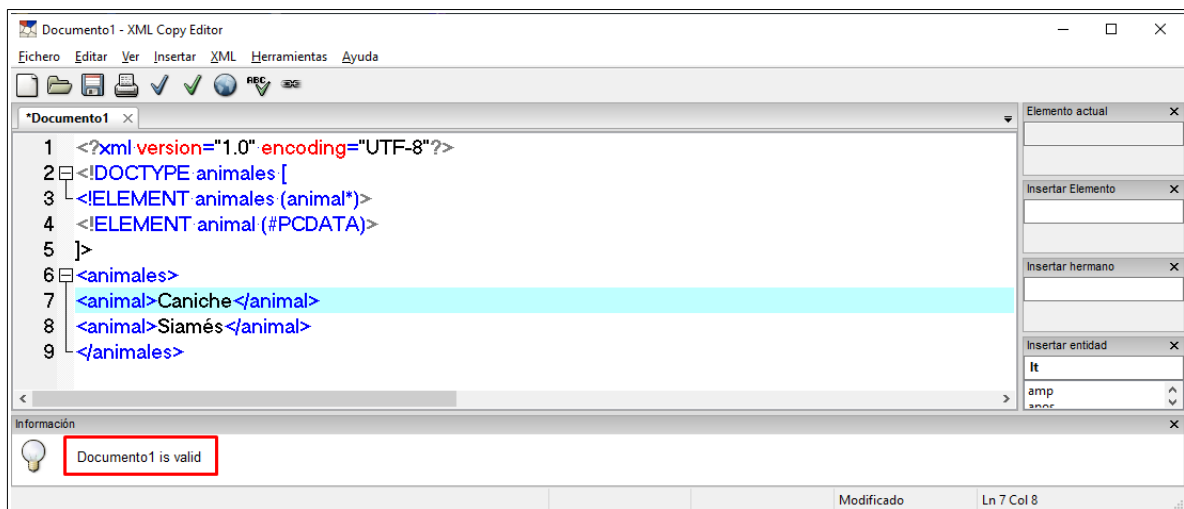 Documento1 - XML Copy Editor
Fichero Editar Ver Insertar XML Herramientas Ayuda
ABC
*Documento1
1 <?xml version="1.0" encoding="UTF-8"?>
2 <!DOCTYPE animales [
3 <!ELEMENT animales (animal*)>
4 <!ELEMENT animal (#PCDATA)>
5 ]>
6 <animales>
7 <animal>Caniche</animal>
8 <animal>Siamés</animal>
9 </animales>
Elemento actual
Insertar Elemento
Insertar hermano
Insertar entidad
lt
amp
Información
Documento1 is valid
Modificado Ln 7 Col 8